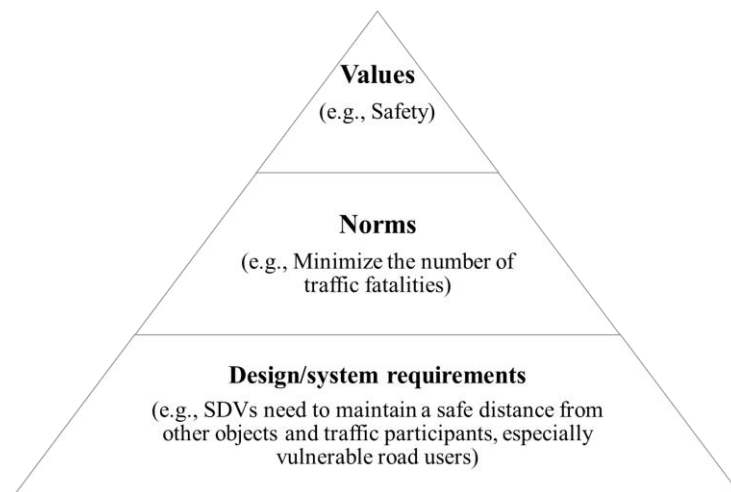 Values
(e.g., Safety)
Norms
(e.g., Minimize the number of
traffic fatalities)
Design/system requirements
(e.g., SDVs need to maintain a safe distance from
other objects and traffic participants, especially
vulnerable road users)